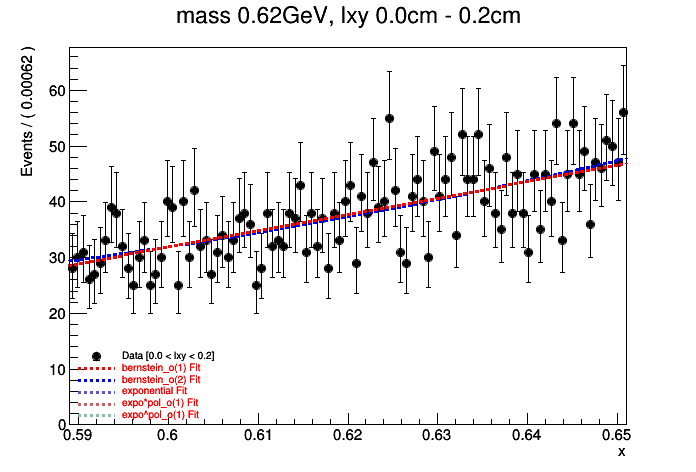 mass 0.62GeV, lxy 0.0cm - 0.2cm
Events / ( 0.00062 )
60
50
40
30
20
10
0
Data [0.0 < lxy < 0.2]
bernstein_o(1) Fit
bernstein_o(2) Fit
exponential Fit
expo*pol_o(1) Fit
expo^pol_o(1) Fit
0.59 0.6 0.61 0.62 0.63 0.64 0.65
x